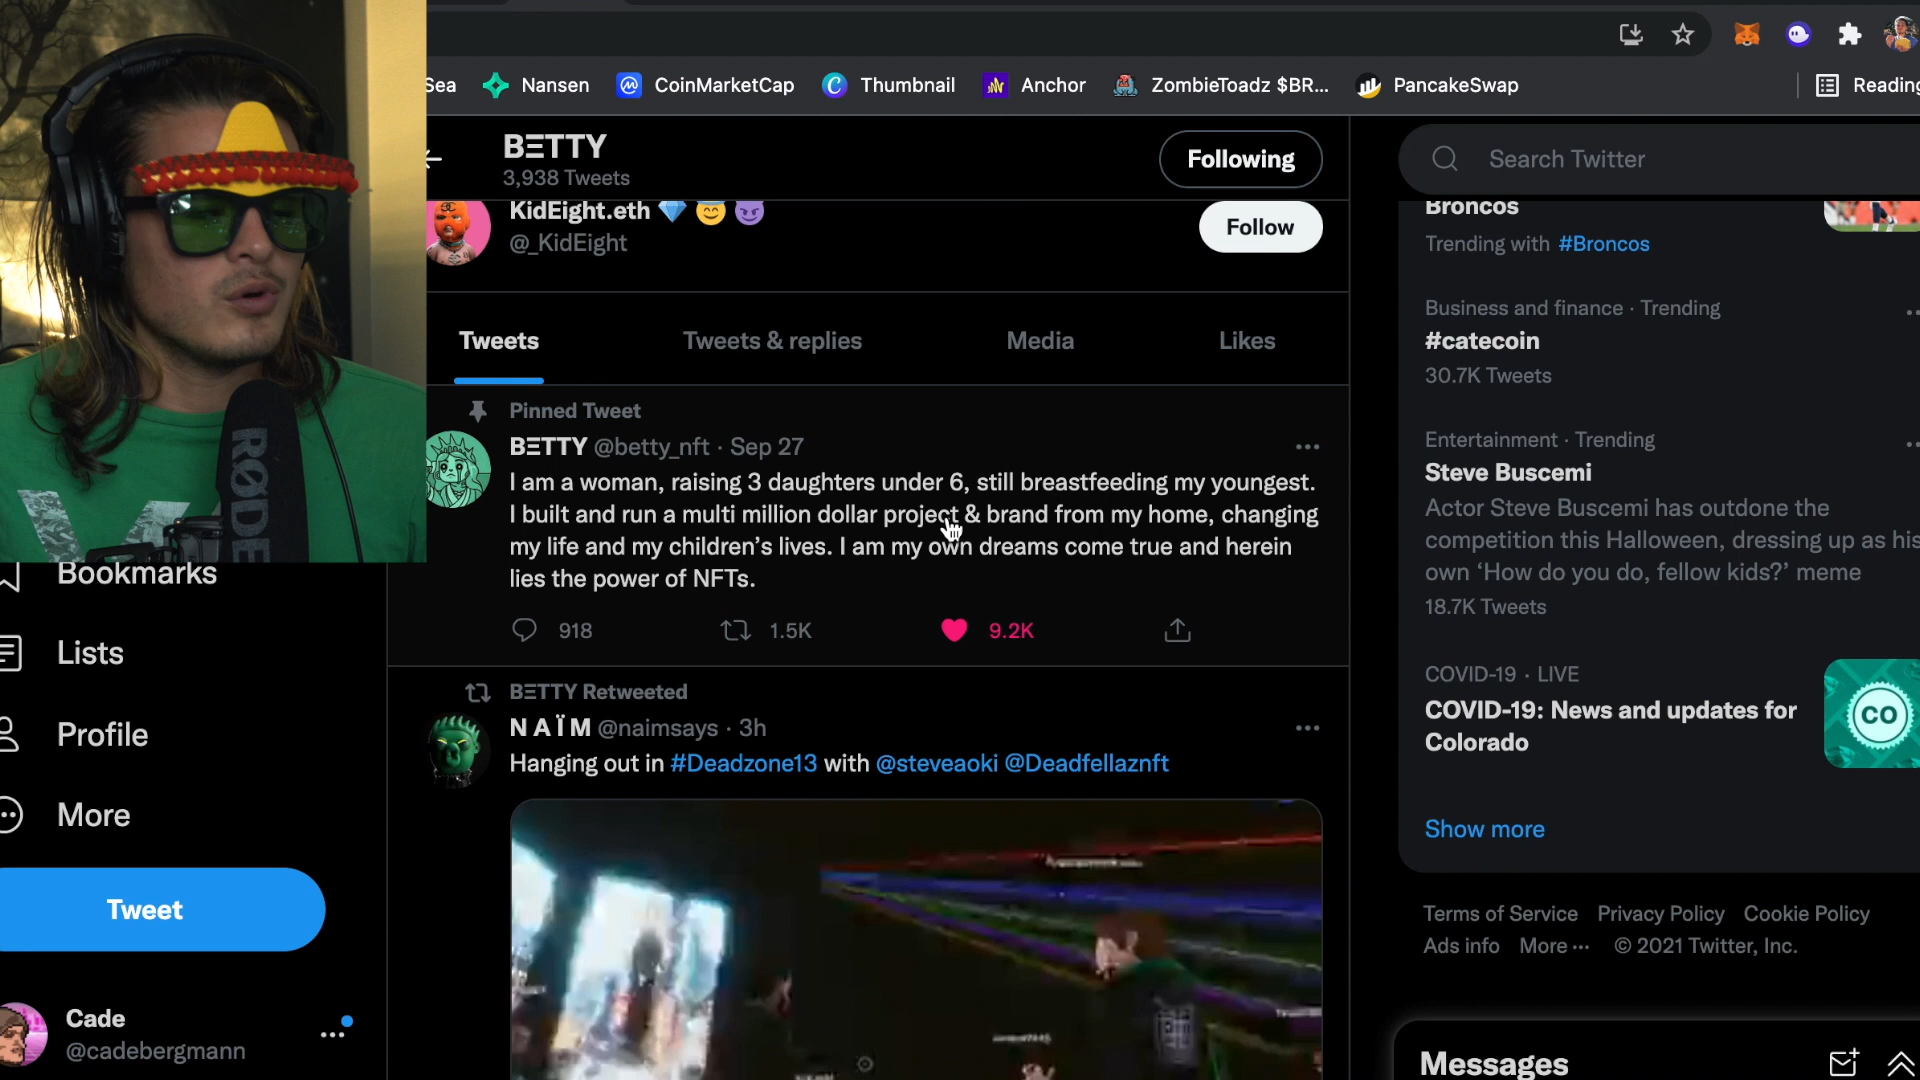 Sea Nansen CoinMarketCap Thumbnail Anchor ZombieToadz $BR... PancakeSwap Reading
BΞTTY
3,938 Tweets
Following
Search Twitter
KidEight.eth
@_KidEight
Follow
Tweets Tweets & replies Media Likes
Pinned Tweet
BΞTTY @betty_nft · Sep 27
I am a woman, raising 3 daughters under 6, still breastfeeding my youngest.
I built and run a multi million dollar project & brand from my home, changing
my life and my children's lives. I am my own dreams come true and herein
lies the power of NFTs.
918 1.5K 9.2K
BΞTTY Retweeted
N A Ï M @naimsays · 3h
Hanging out in #Deadzone13 with @steveaoki @Deadfellaznft
Broncos
Trending with #Broncos
Business and finance · Trending
#catecoin
30.7K Tweets
Entertainment · Trending
Steve Buscemi
Actor Steve Buscemi has outdone the
competition this Halloween, dressing up as his
own ‘How do you do, fellow kids?’ meme
18.7K Tweets
COVID-19 · LIVE
COVID-19: News and updates for
Colorado
CO
Show more
Terms of Service Privacy Policy Cookie Policy
Ads info More ··· © 2021 Twitter, Inc.
Messages
RØDE
Bookmarks
Lists
Profile
More
Tweet
Cade
@cadebergmann